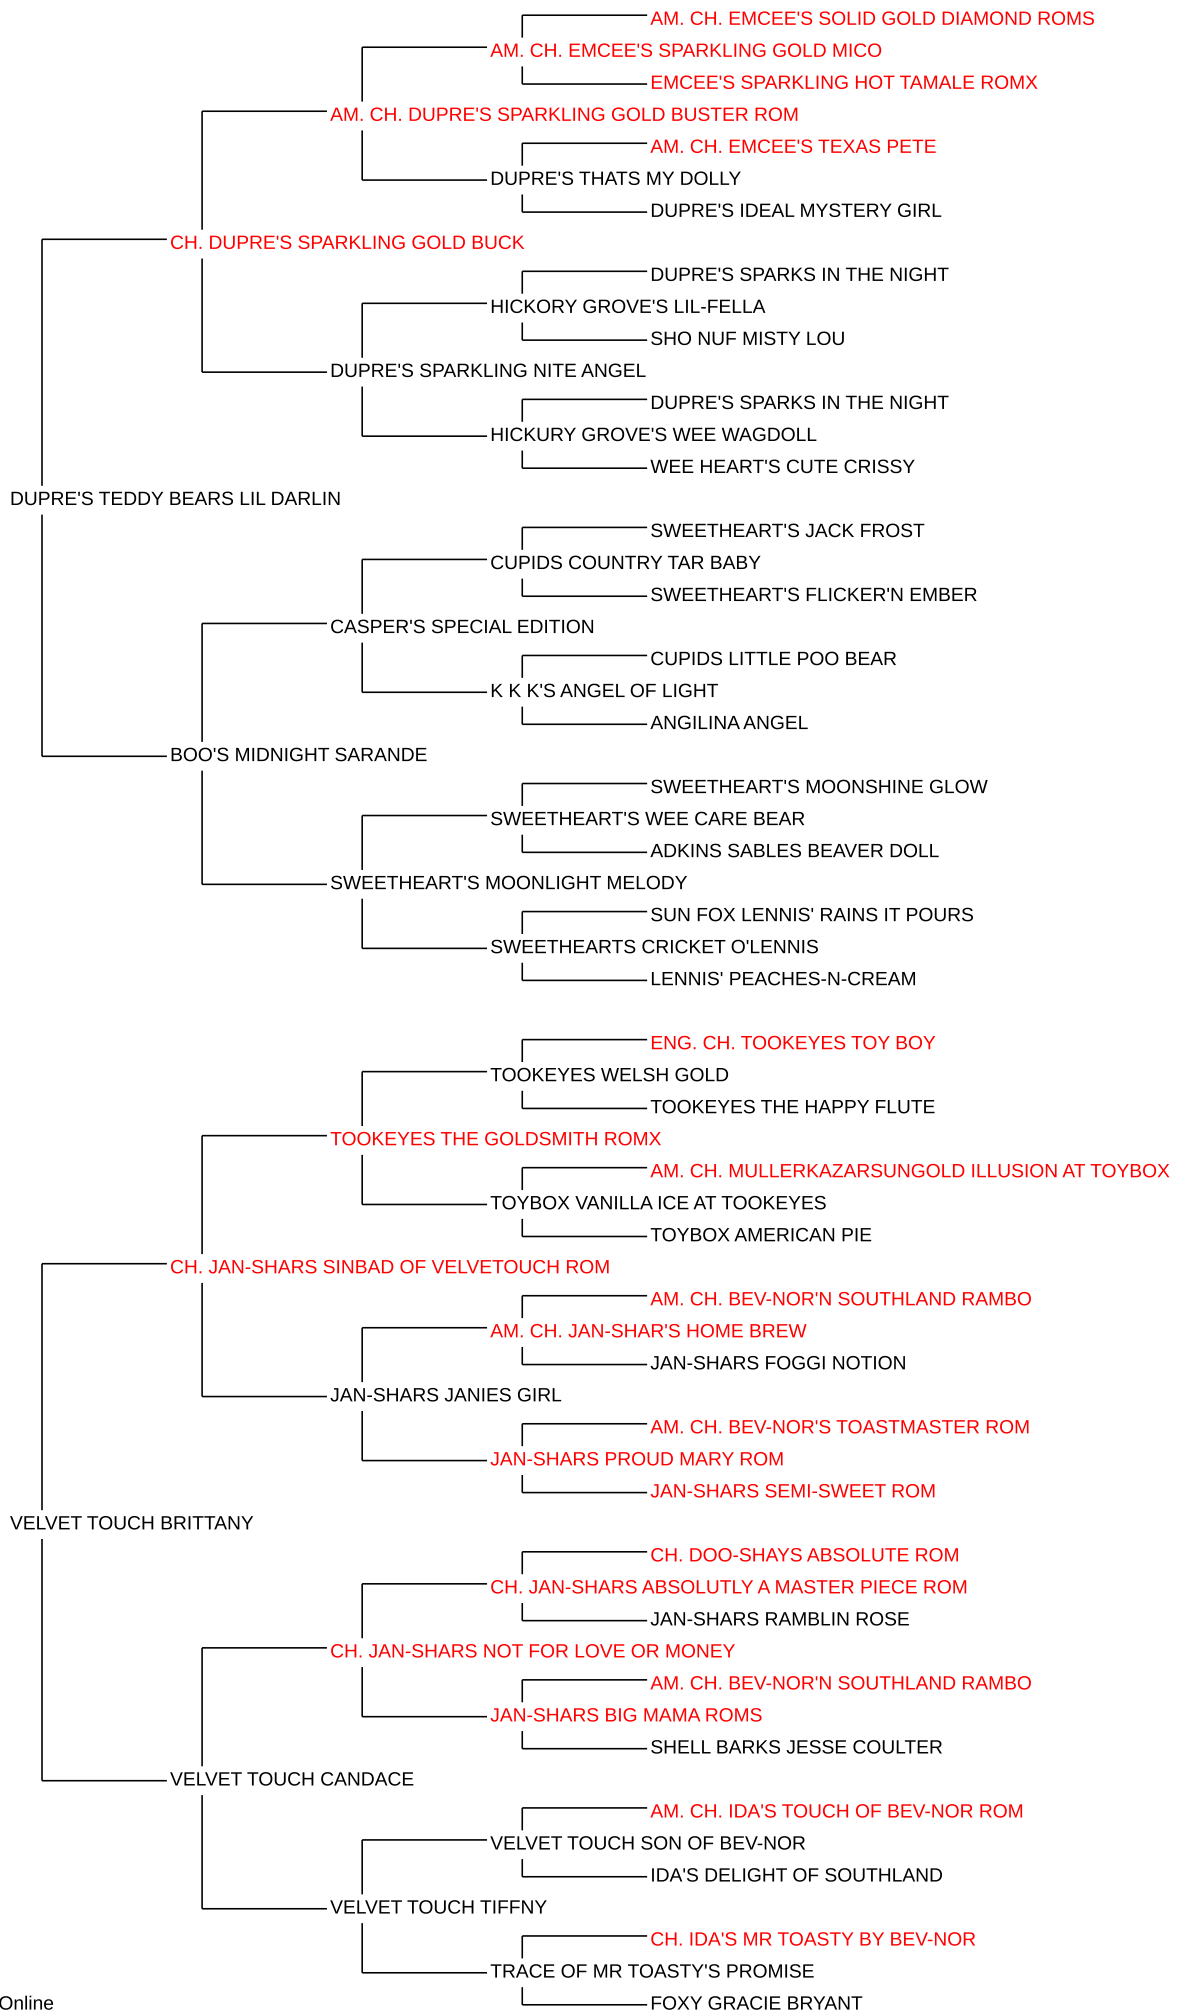 AM. CH. EMCEE'S SOLID GOLD DIAMOND ROMS
AM. CH. EMCEE'S SPARKLING GOLD MICO
EMCEE'S SPARKLING HOT TAMALE ROMX
AM. CH. DUPRE'S SPARKLING GOLD BUSTER ROM
AM. CH. EMCEE'S TEXAS PETE
DUPRE'S THATS MY DOLLY
DUPRE'S IDEAL MYSTERY GIRL
CH. DUPRE'S SPARKLING GOLD BUCK
DUPRE'S SPARKS IN THE NIGHT
HICKORY GROVE'S LIL-FELLA
SHO NUF MISTY LOU
DUPRE'S SPARKLING NITE ANGEL
DUPRE'S SPARKS IN THE NIGHT
HICKURY GROVE'S WEE WAGDOLL
WEE HEART'S CUTE CRISSY
DUPRE'S TEDDY BEARS LIL DARLIN
SWEETHEART'S JACK FROST
CUPIDS COUNTRY TAR BABY
SWEETHEART'S FLICKER'N EMBER
CASPER'S SPECIAL EDITION
CUPIDS LITTLE POO BEAR
K K K'S ANGEL OF LIGHT
ANGILINA ANGEL
BOO'S MIDNIGHT SARANDE
SWEETHEART'S MOONSHINE GLOW
SWEETHEART'S WEE CARE BEAR
ADKINS SABLES BEAVER DOLL
SWEETHEART'S MOONLIGHT MELODY
SUN FOX LENNIS' RAINS IT POURS
SWEETHEARTS CRICKET O'LENNIS
LENNIS' PEACHES-N-CREAM
ENG. CH. TOOKEYES TOY BOY
TOOKEYES WELSH GOLD
TOOKEYES THE HAPPY FLUTE
TOOKEYES THE GOLDSMITH ROMX
AM. CH. MULLERKAZARSUNGOLD ILLUSION AT TOYBOX
TOYBOX VANILLA ICE AT TOOKEYES
TOYBOX AMERICAN PIE
CH. JAN-SHARS SINBAD OF VELVETOUCH ROM
AM. CH. BEV-NOR'N SOUTHLAND RAMBO
AM. CH. JAN-SHAR'S HOME BREW
JAN-SHARS FOGGI NOTION
JAN-SHARS JANIES GIRL
AM. CH. BEV-NOR'S TOASTMASTER ROM
JAN-SHARS PROUD MARY ROM
JAN-SHARS SEMI-SWEET ROM
VELVET TOUCH BRITTANY
CH. DOO-SHAYS ABSOLUTE ROM
CH. JAN-SHARS ABSOLUTLY A MASTER PIECE ROM
JAN-SHARS RAMBLIN ROSE
CH. JAN-SHARS NOT FOR LOVE OR MONEY
AM. CH. BEV-NOR'N SOUTHLAND RAMBO
JAN-SHARS BIG MAMA ROMS
SHELL BARKS JESSE COULTER
VELVET TOUCH CANDACE
AM. CH. IDA'S TOUCH OF BEV-NOR ROM
VELVET TOUCH SON OF BEV-NOR
IDA'S DELIGHT OF SOUTHLAND
VELVET TOUCH TIFFNY
CH. IDA'S MR TOASTY BY BEV-NOR
TRACE OF MR TOASTY'S PROMISE
FOXY GRACIE BRYANT
Online